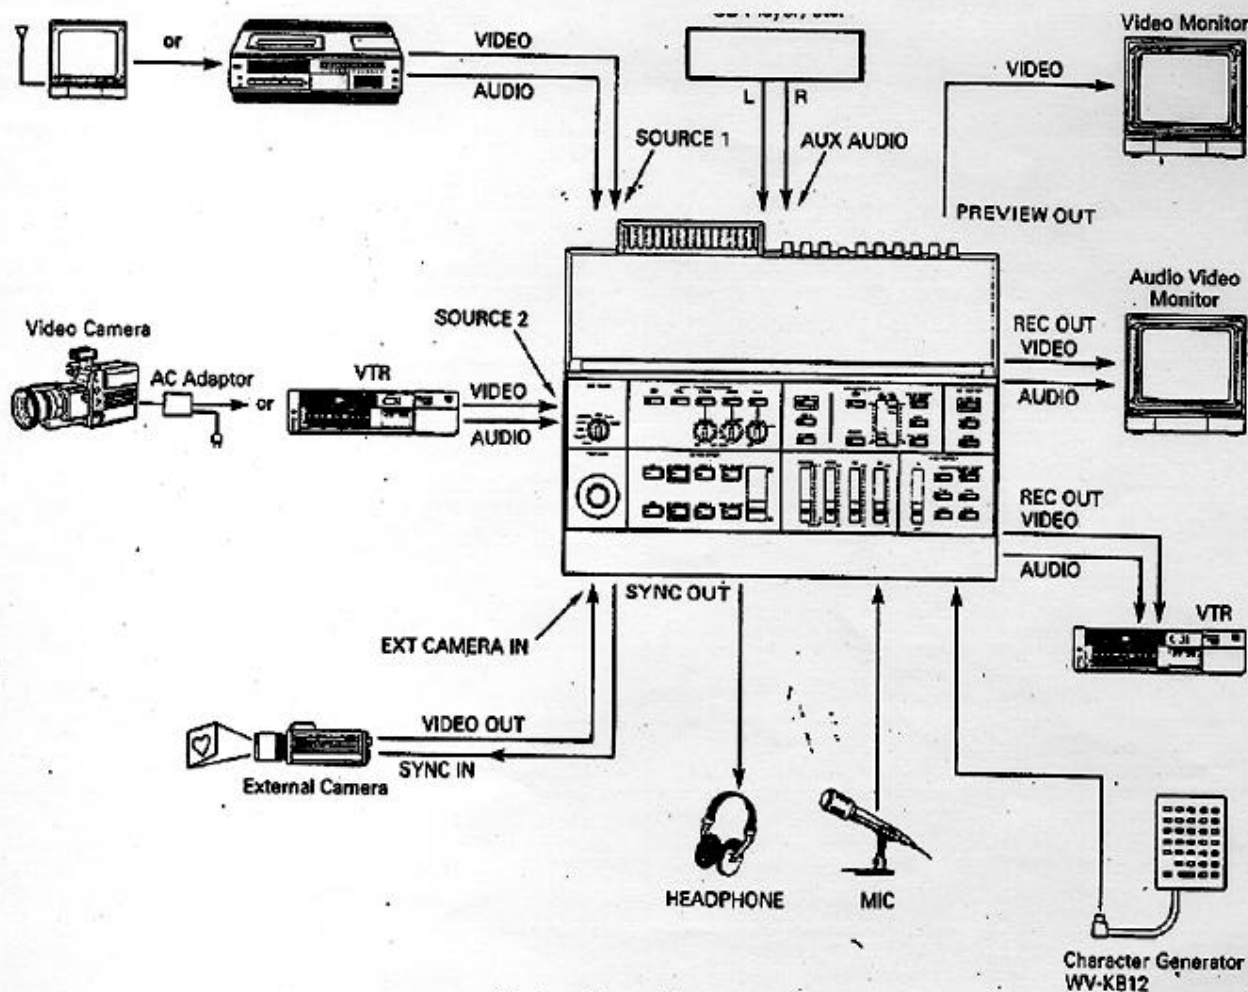 Video Monitor
or
VIDEO
AUDIO
L
R
VIDEO
SOURCE 1
AUX AUDIO
PREVIEW OUT
Audio Video
Monitor
SOURCE 2
REC OUT
VIDEO
AUDIO
Video Camera
AC Adaptor
or
VTR
VIDEO
AUDIO
REC OUT
VIDEO
AUDIO
VTR
SYNC OUT
EXT CAMERA IN
VIDEO OUT
SYNC IN
External Camera
HEADPHONE
MIC
Character Generator
WV-KB12